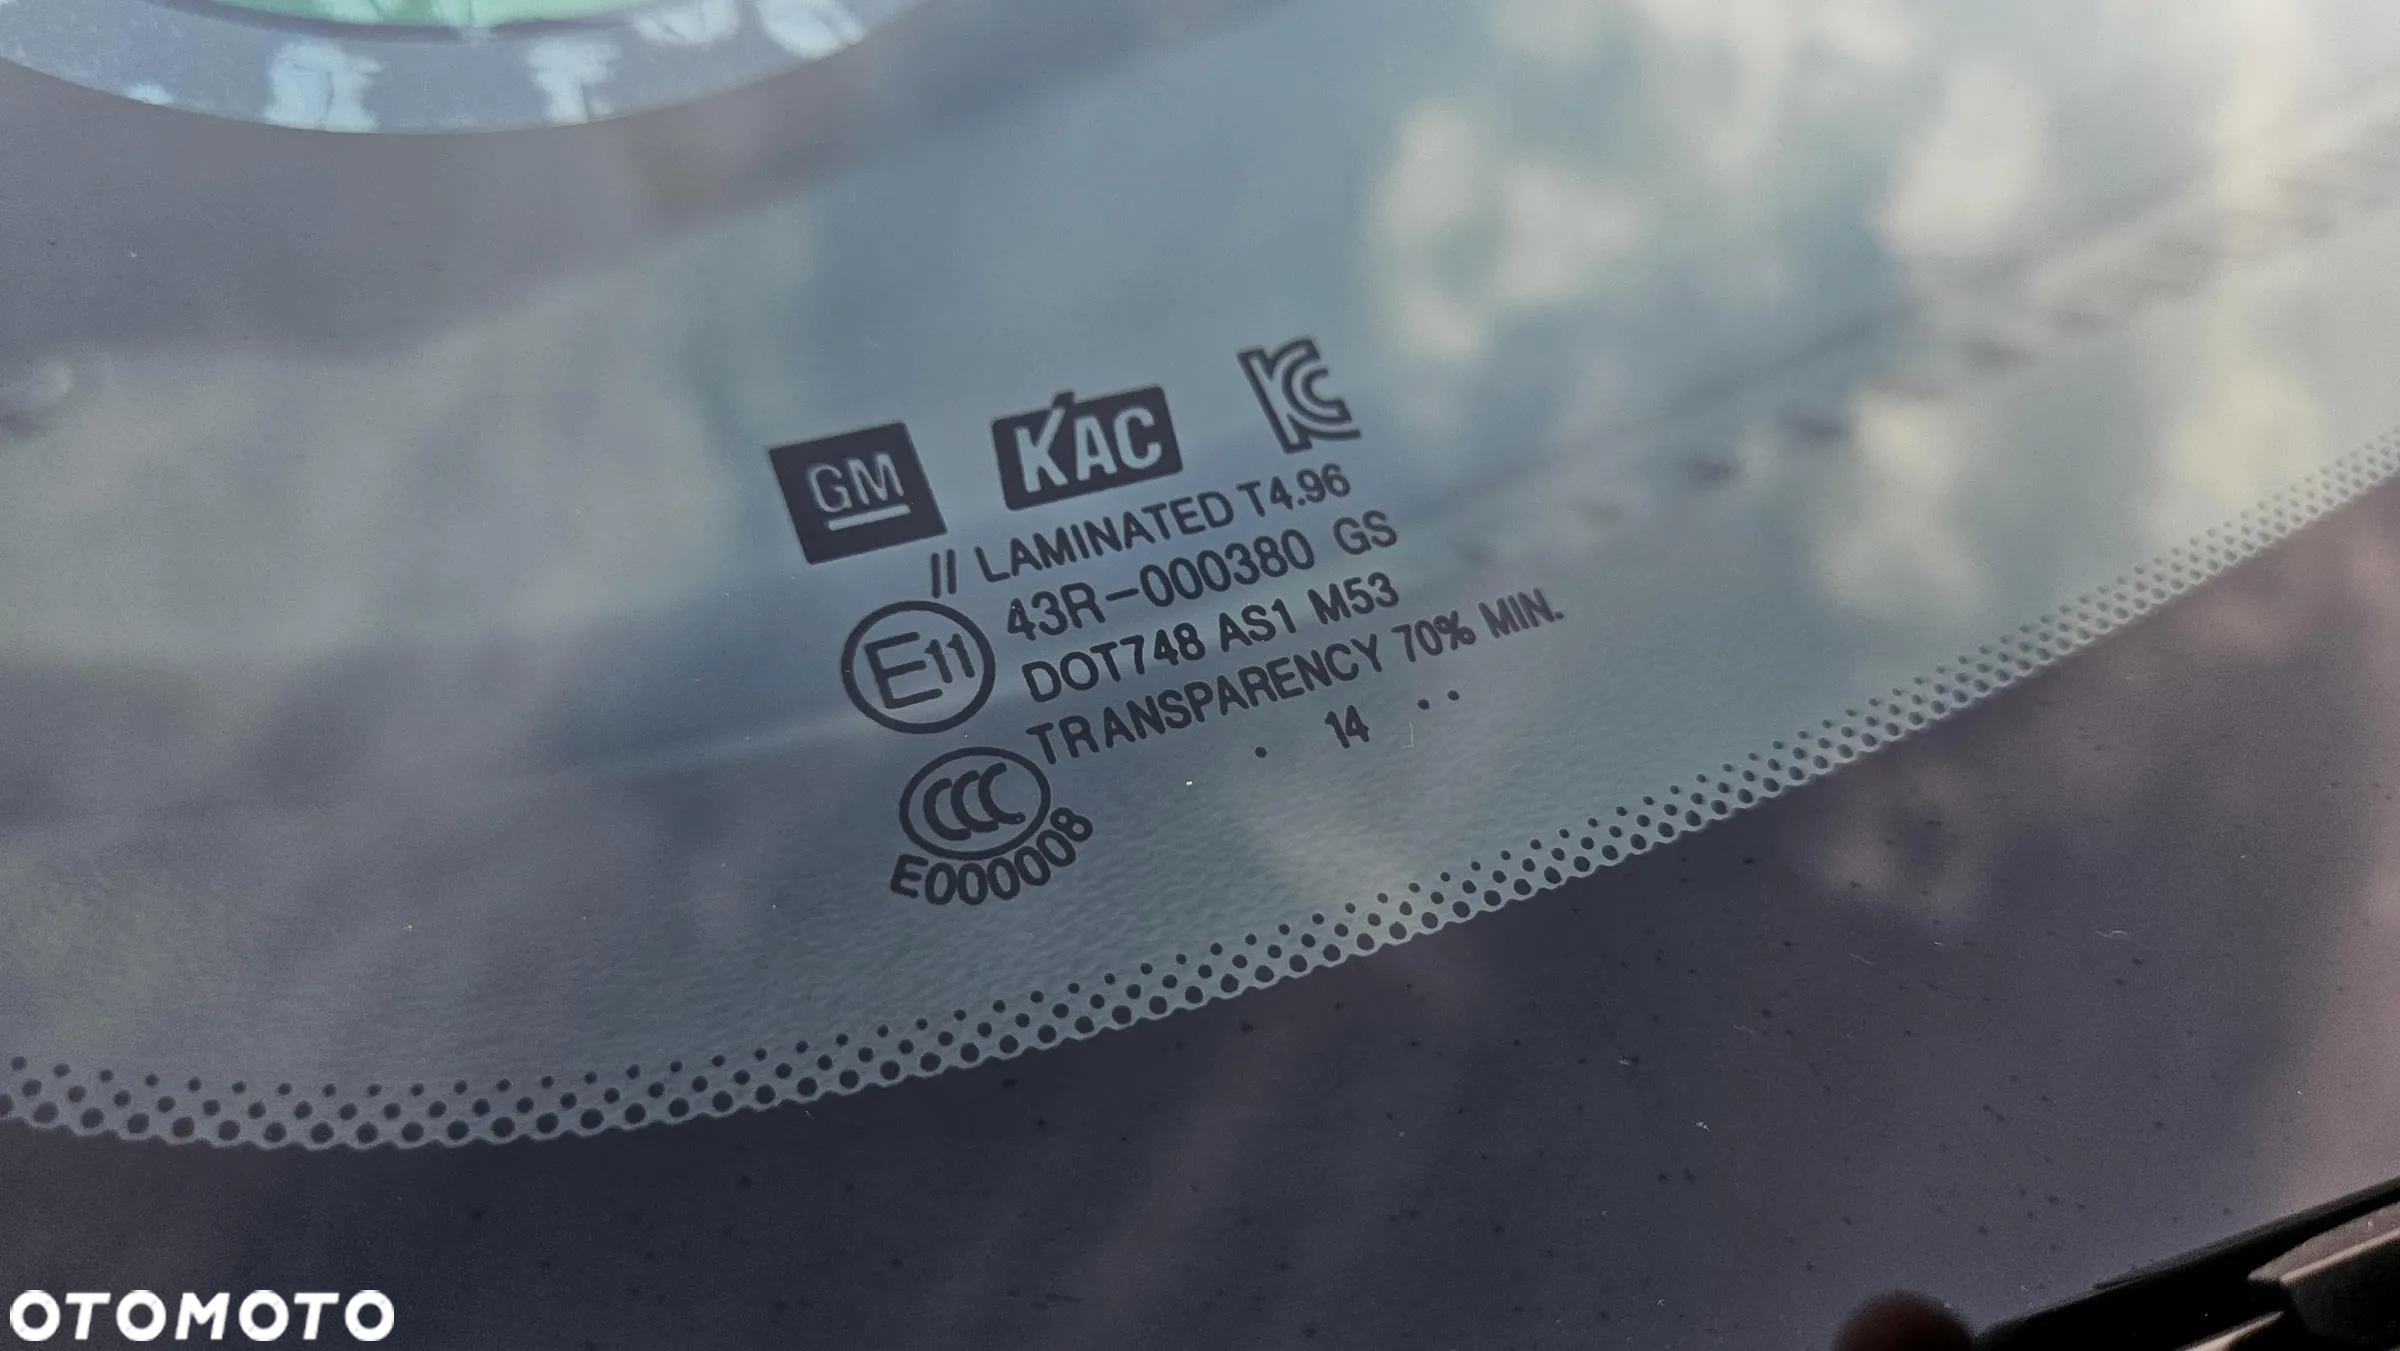 GM KAC KC
// LAMINATED T4.96
43R-000380 GS
E11
DOT748 AS1 M53
TRANSPARENCY 70% MIN.
. 14 ..
CCC
E000008
OTOMOTO